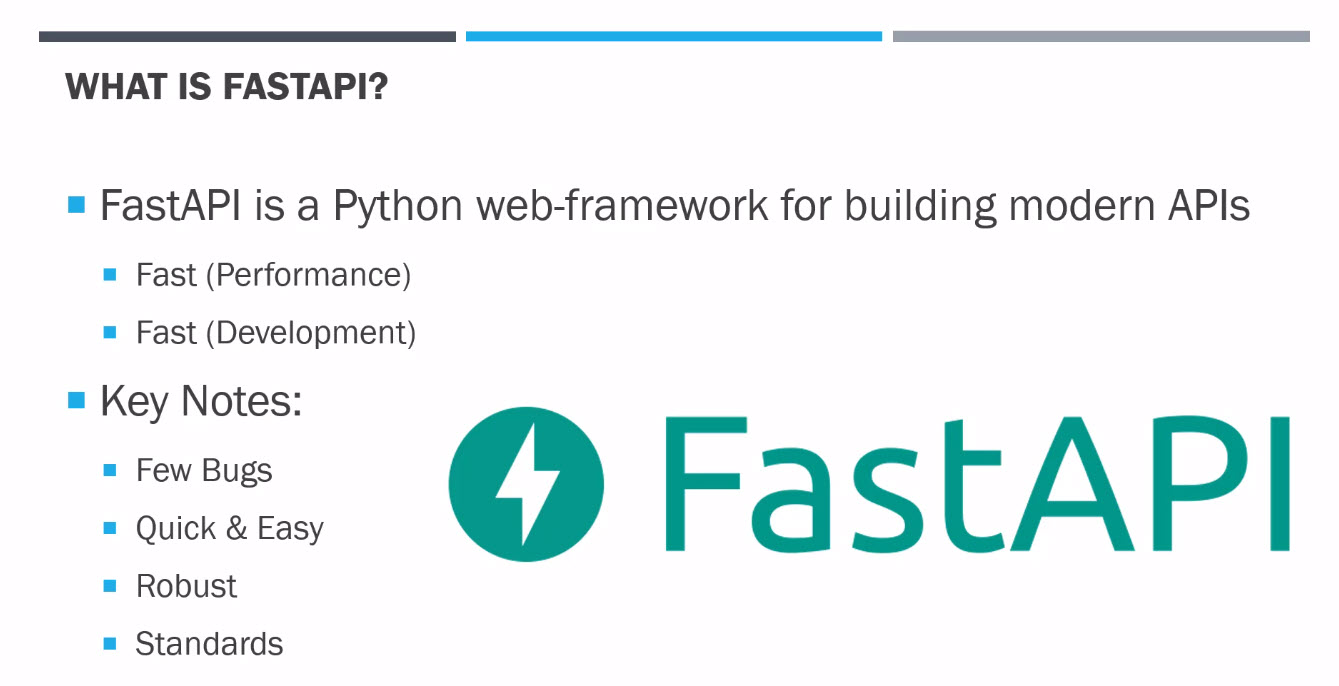 WHAT IS FASTAPI?
FastAPI is a Python web-framework for building modern APIs
Fast (Performance)
Fast (Development)
Key Notes:
Few Bugs
Quick & Easy
Robust
Standards
FastAPI